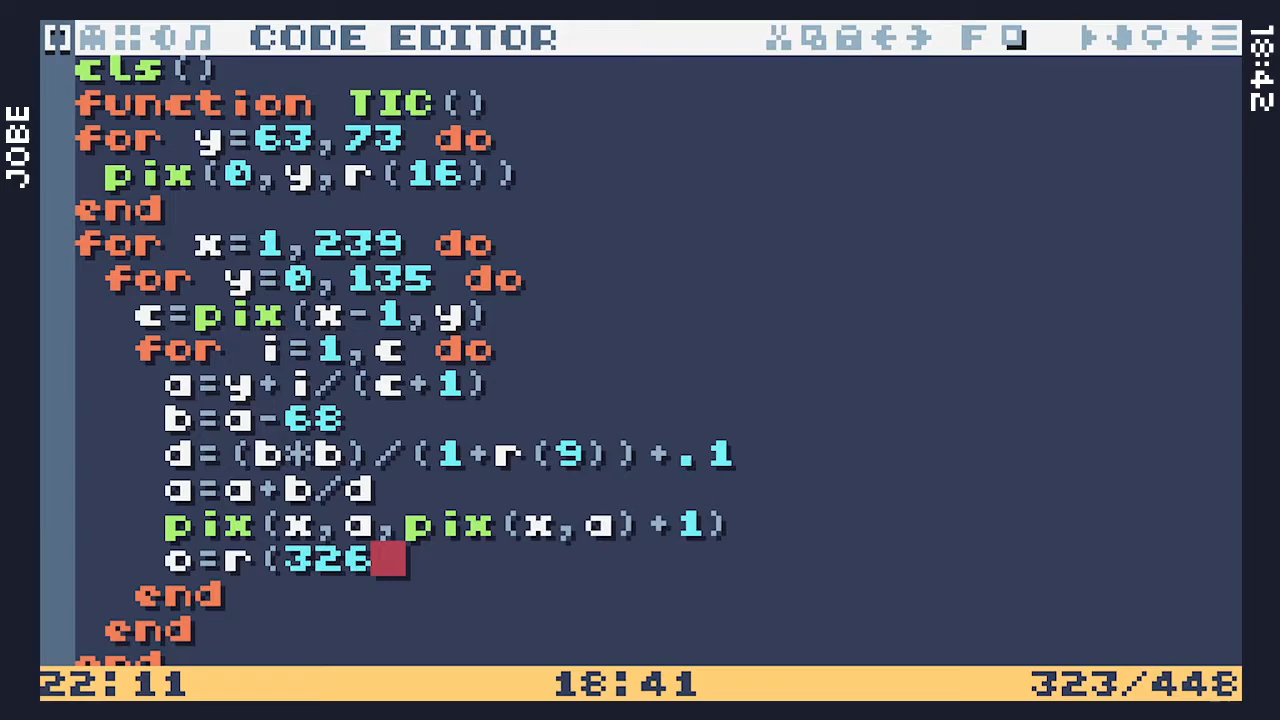 CODE EDITOR
cls()
function TIC()
for y=63,73 do
pix(0,y,r(16))
end
for x=1,239 do
for y=0,135 do
c=pix(x-1,y)
for i=1,c do
a=y+i/(c+1)
b=a-68
d=(b*b)/(1+r(9))+.1
a=a+b/d
pix(x,a,pix(x,a)+1)
o=r(326
end
end
end
22:11 18:41 323/448
JOBE
18:42